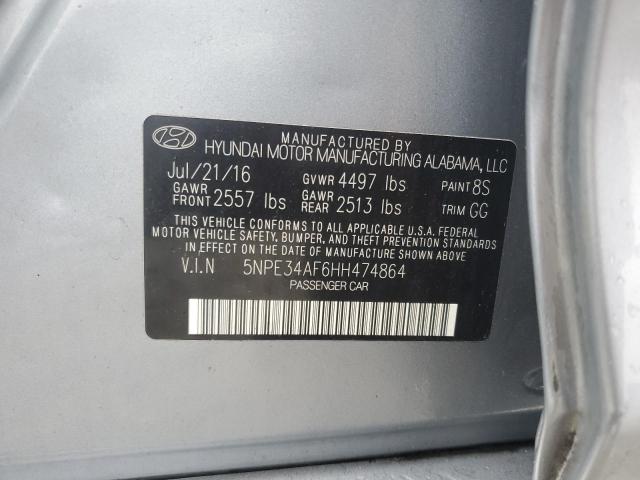 MANUFACTURED BY
HYUNDAI MOTOR MANUFACTURING ALABAMA, LLC
Jul/21/16 GVWR 4497 lbs PAINT 8S
GAWR FRONT 2557 lbs GAWR REAR 2513 lbs TRIM GG
THIS VEHICLE CONFORMS TO ALL APPLICABLE U.S.A. FEDERAL
MOTOR VEHICLE SAFETY, BUMPER, AND THEFT PREVENTION STANDARDS
IN EFFECT ON THE DATE OF MANUFACTURE SHOWN ABOVE.
V.I.N 5NPE34AF6HH474864
PASSENGER CAR